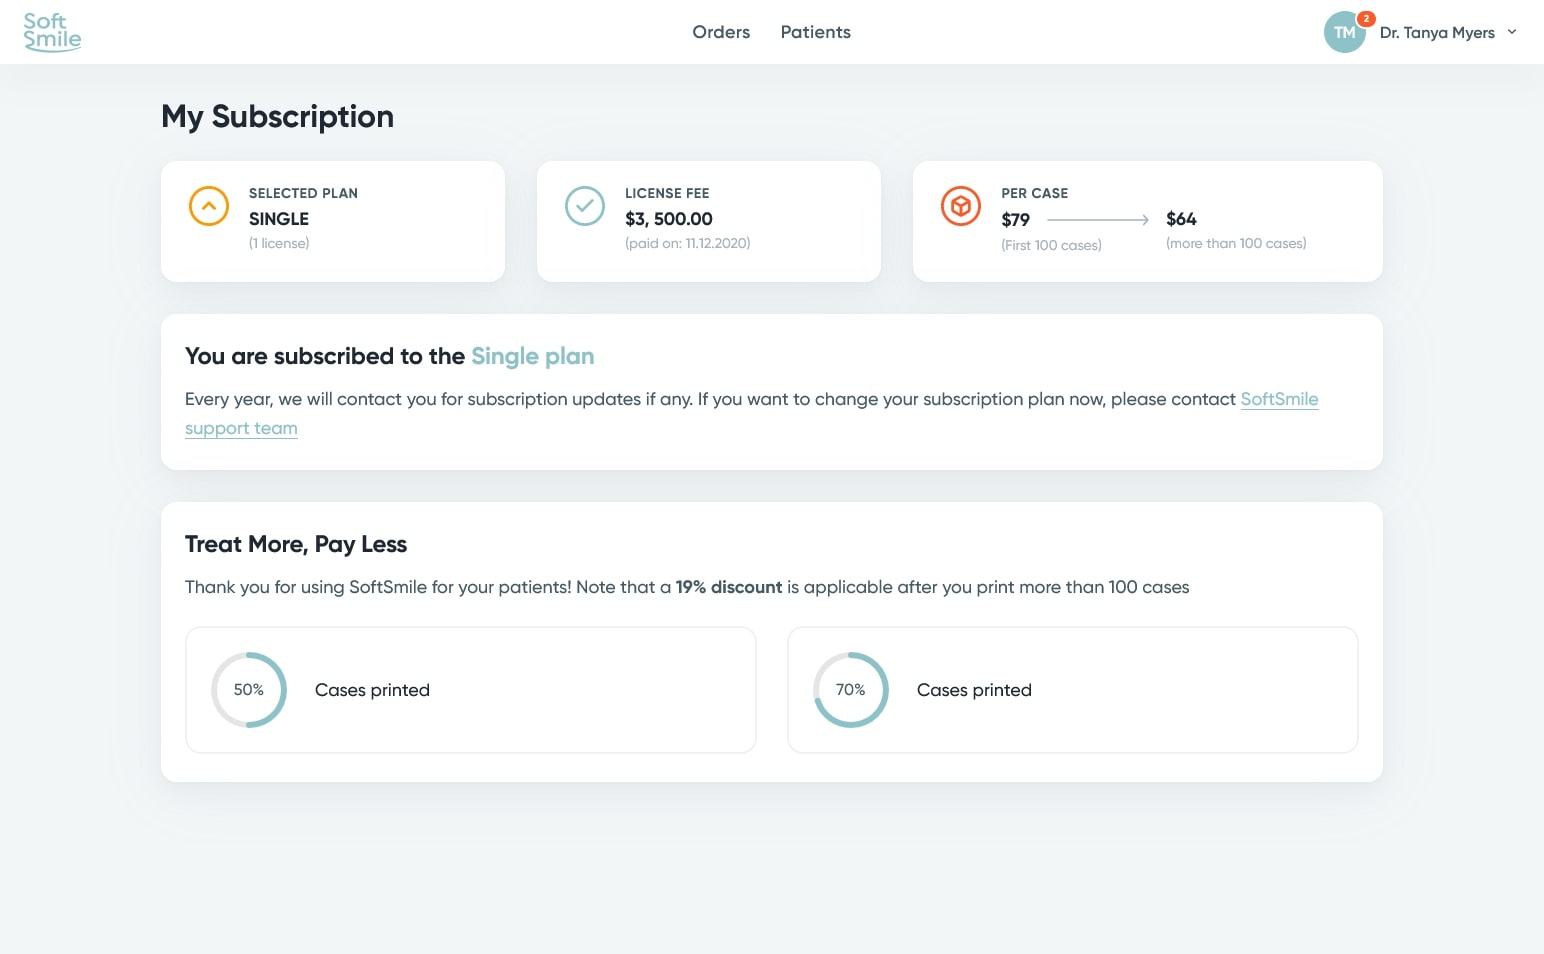 Soft
Smile
Orders
Patients
TM
2
Dr. Tanya Myers
My Subscription
SELECTED PLAN
SINGLE
(1 license)
LICENSE FEE
$3, 500.00
(paid on: 11.12.2020)
PER CASE
$79
(First 100 cases)
$64
(more than 100 cases)
You are subscribed to the Single plan
Every year, we will contact you for subscription updates if any. If you want to change your subscription plan now, please contact SoftSmile
support team
Treat More, Pay Less
Thank you for using SoftSmile for your patients! Note that a 19% discount is applicable after you print more than 100 cases
50%
Cases printed
70%
Cases printed